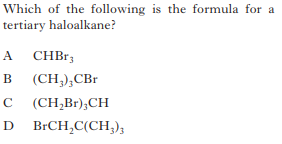 Which of the following is the formula for a
tertiary haloalkane?
A CHBr₃
B (CH₃)₃CBr
C (CH₂Br)₃CH
D BrCH₂C(CH₃)₃